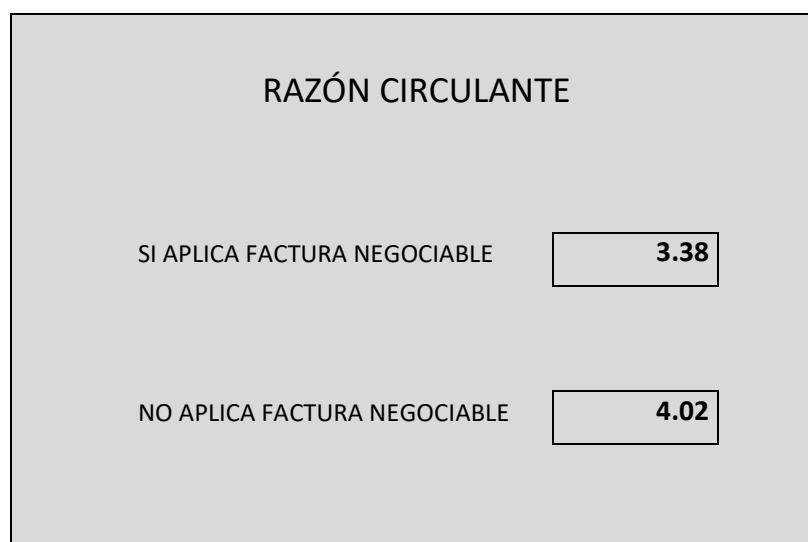 RAZÓN CIRCULANTE
SI APLICA FACTURA NEGOCIABLE 3.38
NO APLICA FACTURA NEGOCIABLE 4.02